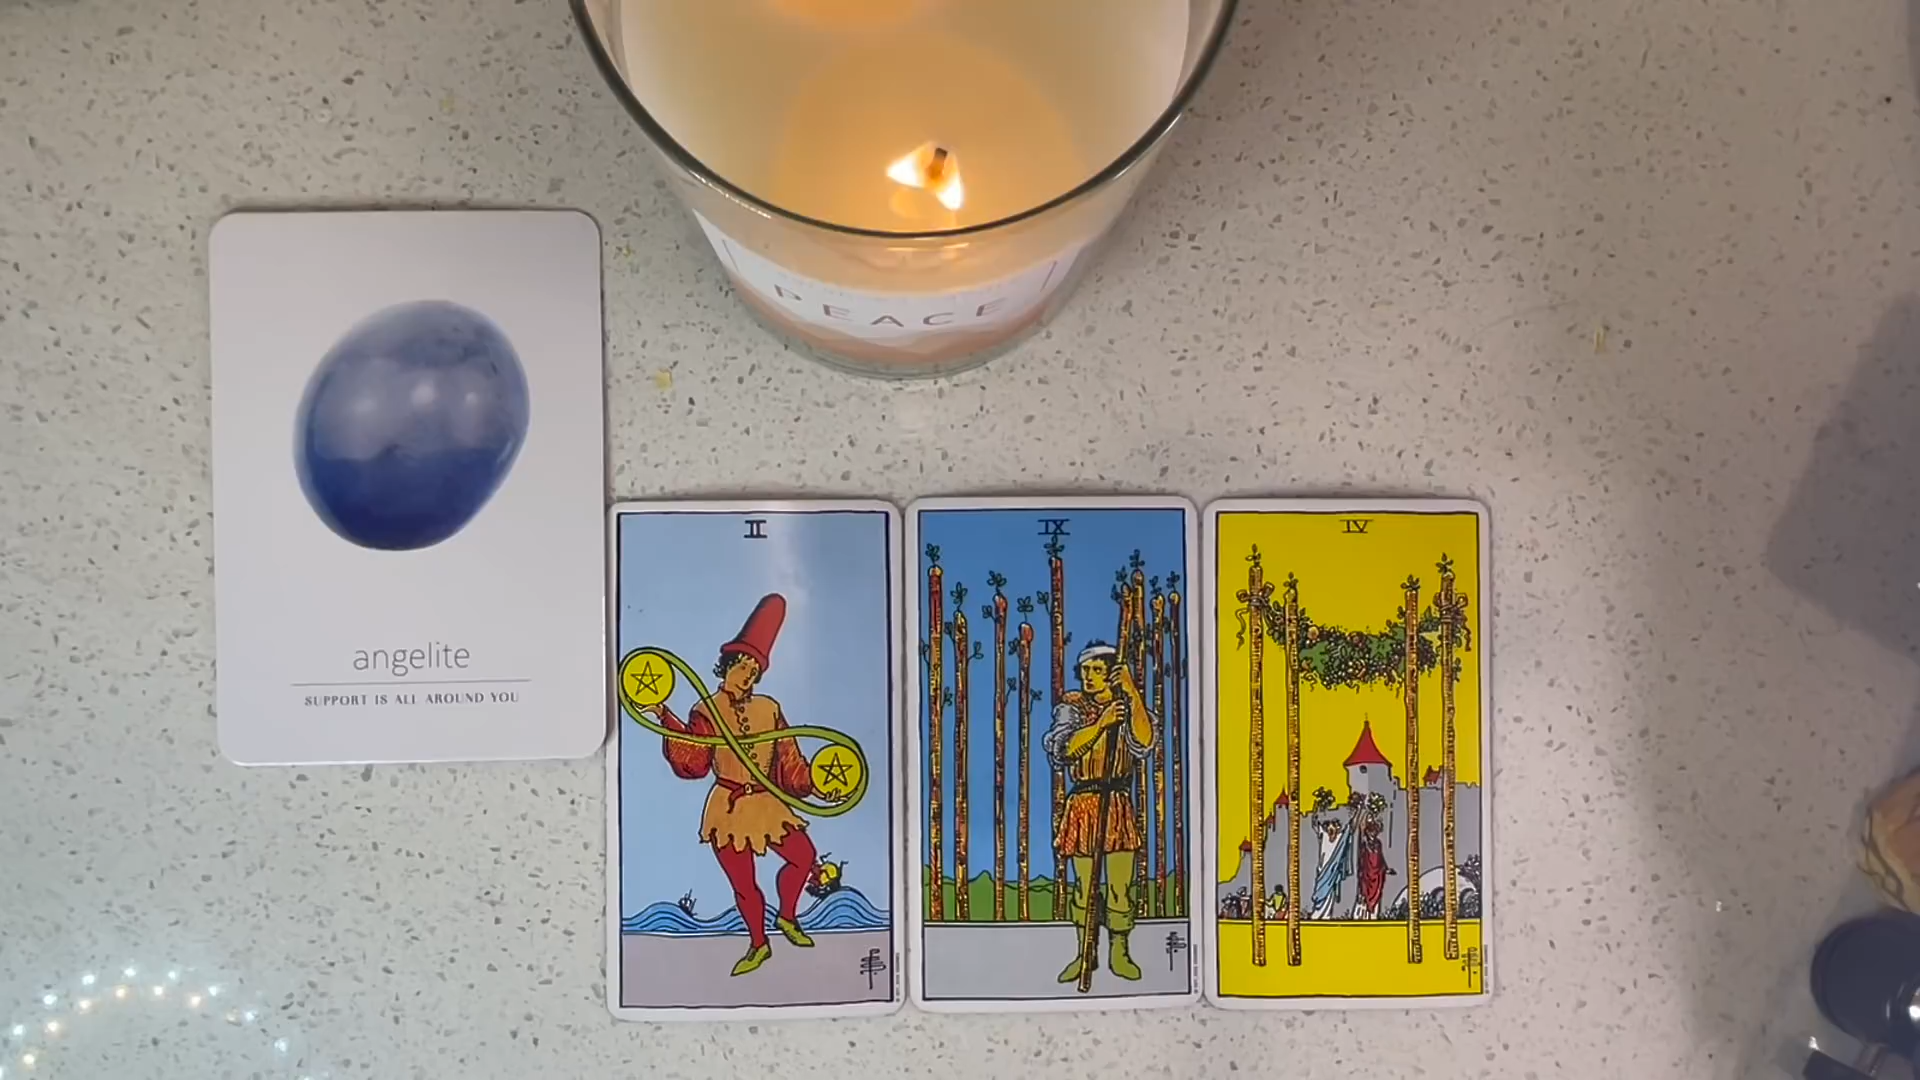 PEACE
angelite
SUPPORT IS ALL AROUND YOU
II
IX
IV